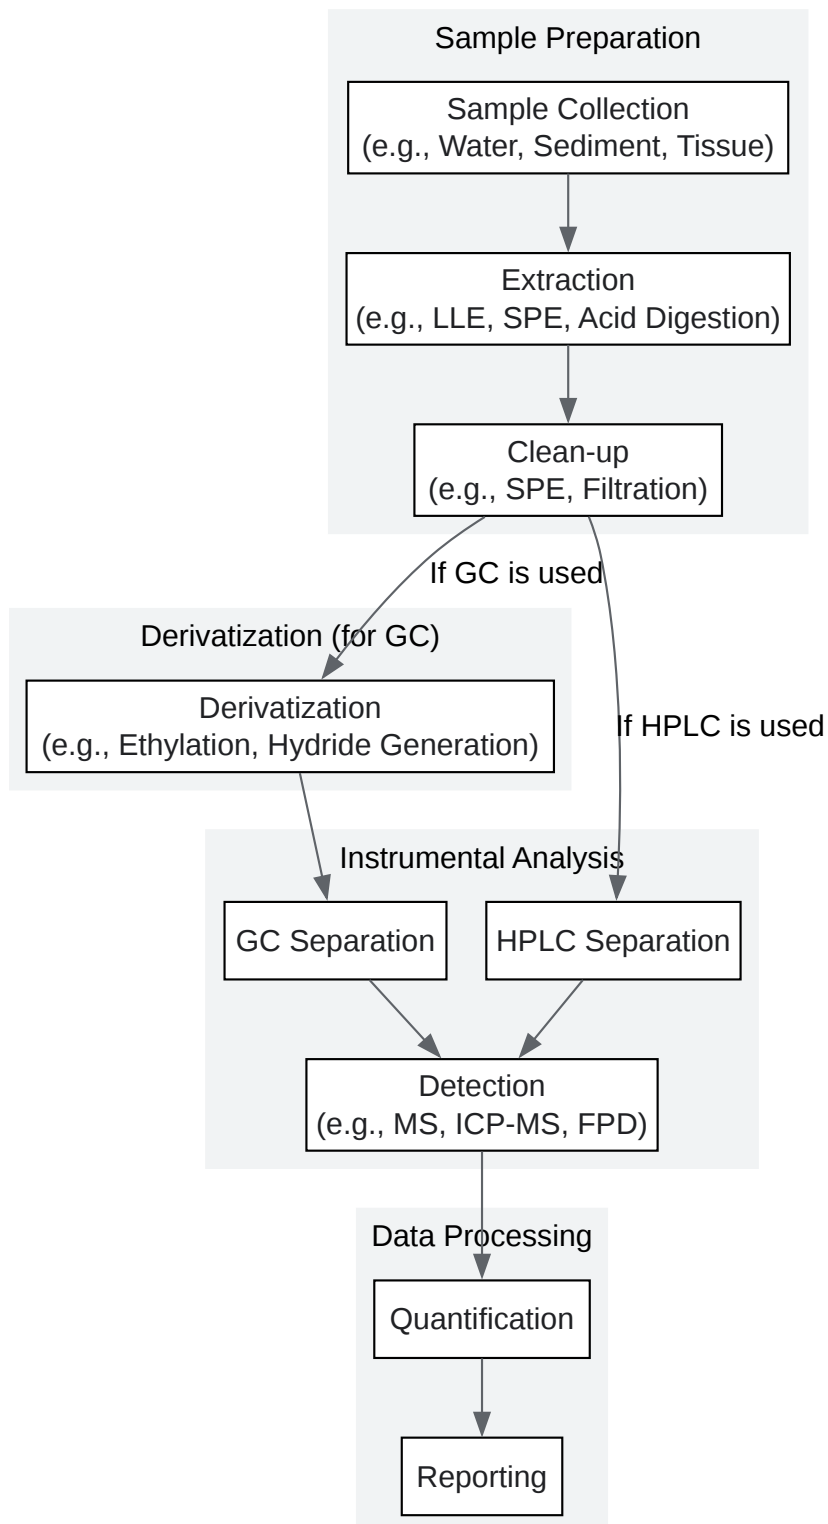 Sample Preparation
Sample Collection
(e.g., Water, Sediment, Tissue)
Extraction
(e.g., LLE, SPE, Acid Digestion)
Clean-up
(e.g., SPE, Filtration)
If GC is used
Derivatization (for GC)
Derivatization
(e.g., Ethylation, Hydride Generation)
If HPLC is used
Instrumental Analysis
GC Separation
HPLC Separation
Detection
(e.g., MS, ICP-MS, FPD)
Data Processing
Quantification
Reporting